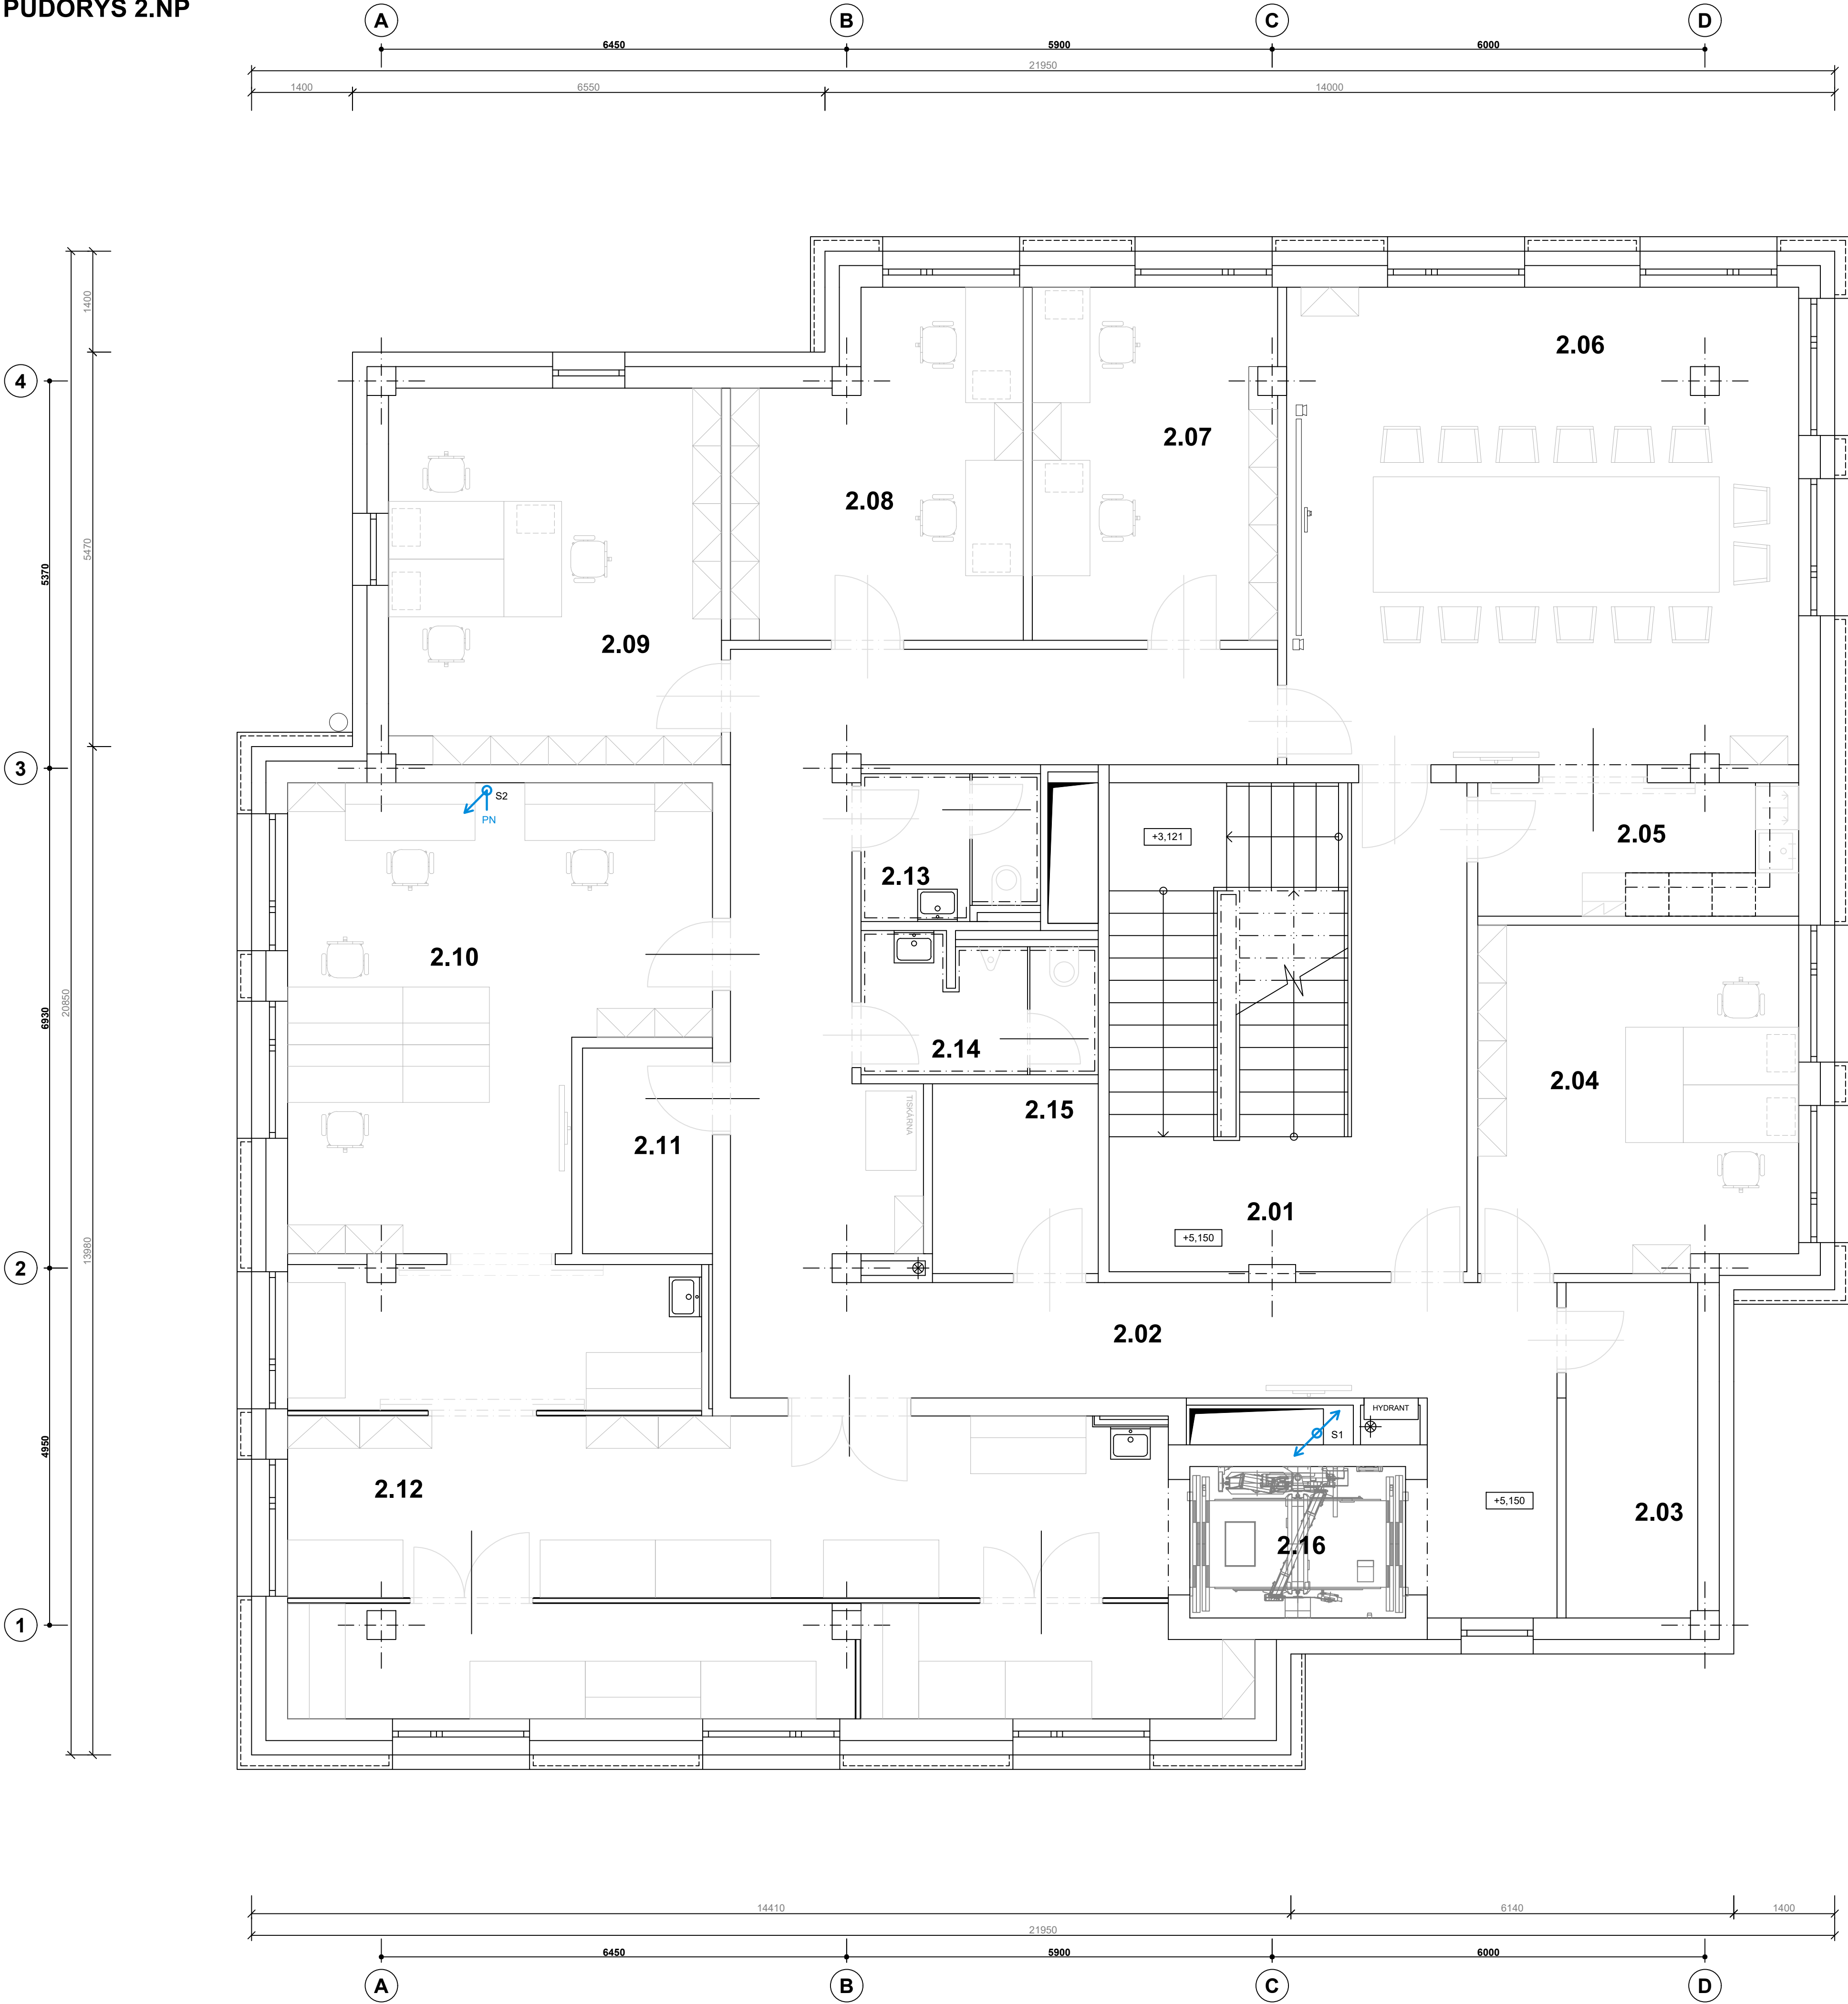 PUDORYS 2.NP
A B C D
6450 5900 6000
21950
1400 6550 14000
1400
2.06
4
2.07
2.08
5470
5370
2.09
3
S2
PN
+3,121
2.05
2.13
2.10
20850
6930
2.14
2.04
TISKÁRNA
2.15
2.11
2.01
+5,150
13980
2
2.02
HYDRANT
S1
4950
2.12
+5,150
2.03
2.16
1
14410 6140 1400
21950
6450 5900 6000
A B C D